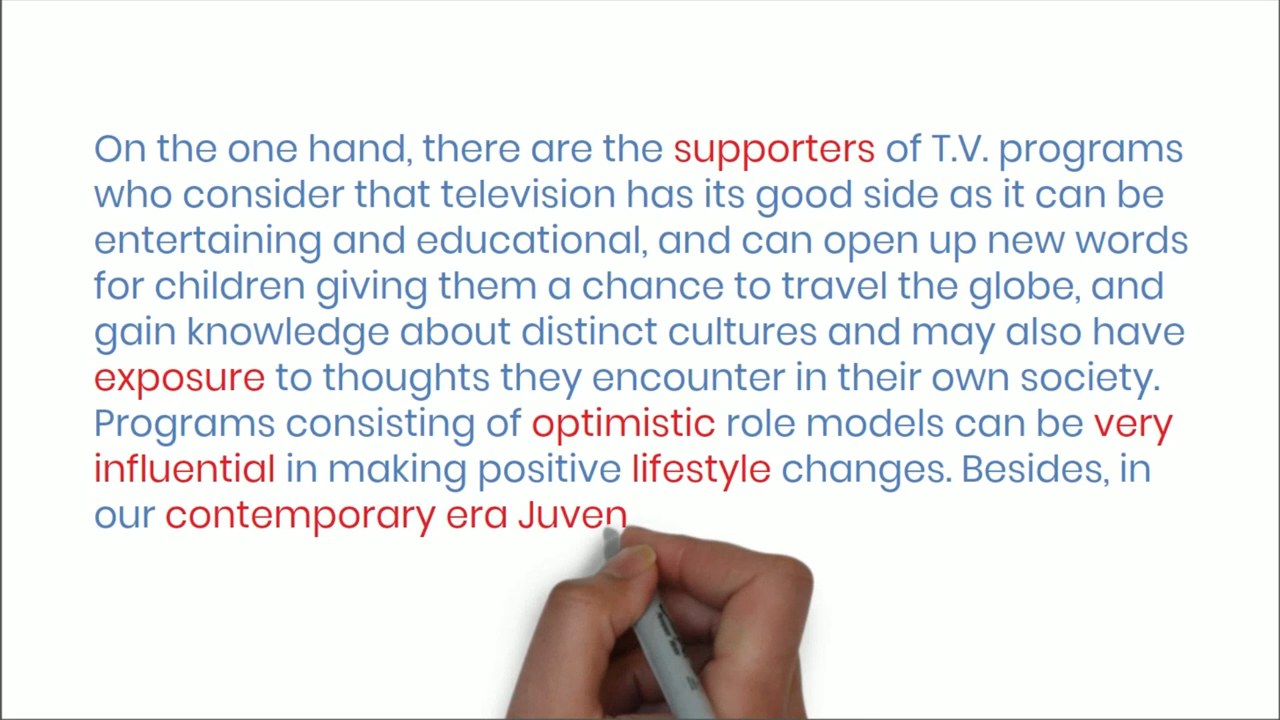 On the one hand, there are the supporters of T.V. programs
who consider that television has its good side as it can be
entertaining and educational, and can open up new words
for children giving them a chance to travel the globe, and
gain knowledge about distinct cultures and may also have
exposure to thoughts they encounter in their own society.
Programs consisting of optimistic role models can be very
influential in making positive lifestyle changes. Besides, in
our contemporary era Juven